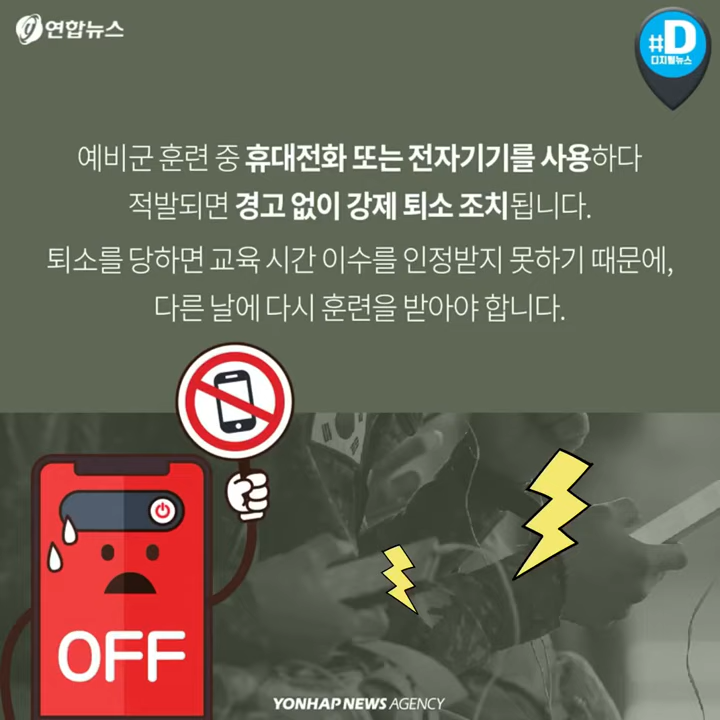 연합뉴스
#D
디지털뉴스
예비군 훈련 중 휴대전화 또는 전자기기를 사용하다
적발되면 경고 없이 강제 퇴소 조치됩니다.
퇴소를 당하면 교육 시간 이수를 인정받지 못하기 때문에,
다른 날에 다시 훈련을 받아야 합니다.
OFF
YONHAP NEWS AGENCY